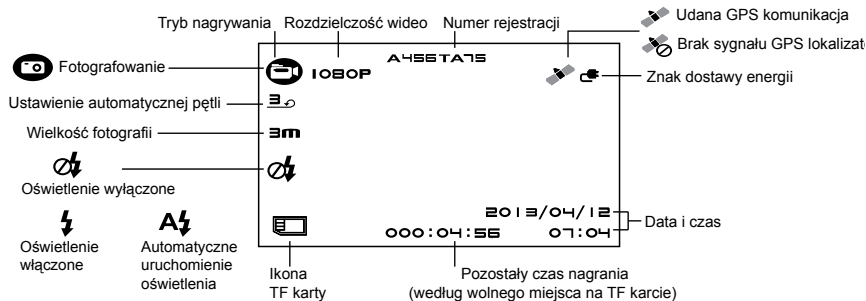 Tryb nagrywania
Rozdzielczość wideo
Numer rejestracji
Udana GPS komunikacja
Brak sygnału GPS lokalizat
Fotografowanie
1080P
A456TA75
Znak dostawy energii
Ustawienie automatycznej pętli
3
Wielkość fotografii
3m
Oświetlenie wyłączone
2013/04/12
Data i czas
000:04:56
07:04
A
Oświetlenie
włączone
Automatyczne
uruchomienie
oświetlenia
Ikona
TF karty
Pozostały czas nagrania
(według wolnego miejsca na TF karcie)